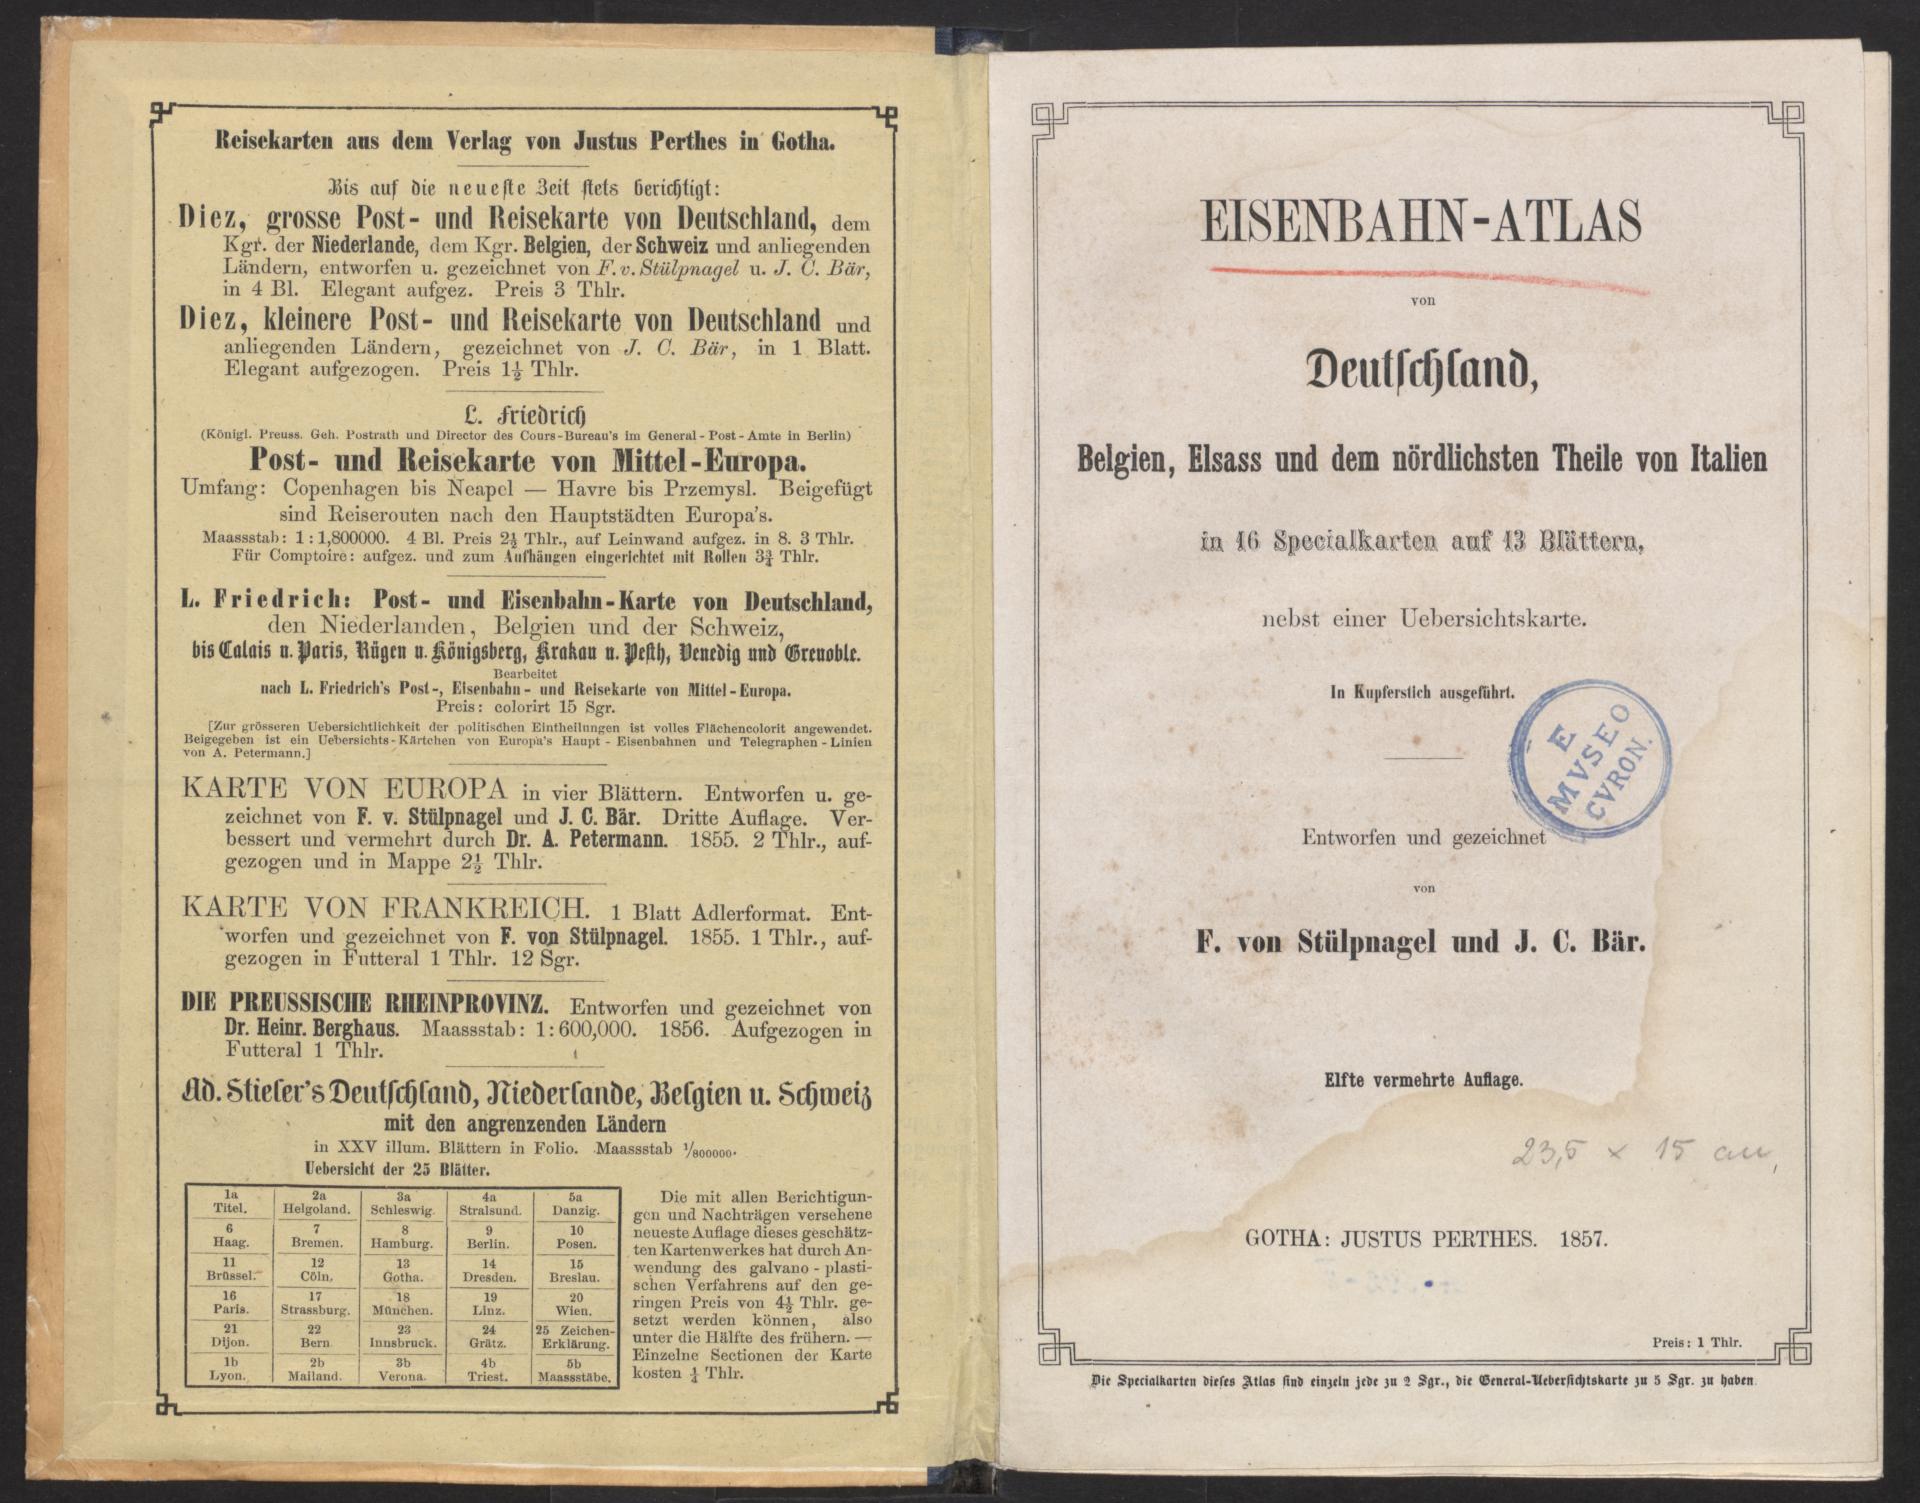 Reisekarten aus dem Verlag von Justus Perthes in Gotha.
Bis auf die neueste Zeit stets berichtigt:
Diez, grosse Post- und Reisekarte von Deutschland, dem
Kgr. der Niederlande, dem Kgr. Belgien, der Schweiz und anliegenden
Ländern, entworfen u. gezeichnet von F. v. Stülpnagel u. J. C. Bär,
in 4 Bl. Elegant aufgez. Preis 3 Thlr.
Diez, kleinere Post- und Reisekarte von Deutschland und
anliegenden Ländern, gezeichnet von J. C. Bär, in 1 Blatt.
Elegant aufgezogen. Preis 1½ Thlr.
L. Friedrich
(Königl. Preuss. Geh. Postrath und Director des Cours-Bureau's im General-Post-Amte in Berlin)
Post- und Reisekarte von Mittel-Europa.
Umfang: Copenhagen bis Neapel — Havre bis Przemysl. Beigefügt
sind Reiserouten nach den Hauptstädten Europa's.
Maassstab: 1:1,800000. 4 Bl. Preis 2½ Thlr., auf Leinwand aufgez. in 8. 3 Thlr.
Für Comptoire: aufgez. und zum Aufhängen eingerichtet mit Rollen 3¾ Thlr.
L. Friedrich: Post- und Eisenbahn-Karte von Deutschland,
den Niederlanden, Belgien und der Schweiz,
bis Calais u. Paris, Rügen u. Königsberg, Krakau u. Pesth, Venedig und Grenoble.
Bearbeitet
nach L. Friedrich's Post-, Eisenbahn- und Reisekarte von Mittel-Europa.
Preis: colorirt 15 Sgr.
[Zur grösseren Uebersichtlichkeit der politischen Eintheilungen ist volles Flächencolorit angewendet.
Beigegeben ist ein Uebersichts-Kärtchen von Europa's Haupt-Eisenbahnen und Telegraphen-Linien
von A. Petermann.]
KARTE VON EUROPA in vier Blättern. Entworfen u. ge-
zeichnet von F. v. Stülpnagel und J. C. Bär. Dritte Auflage. Ver-
bessert und vermehrt durch Dr. A. Petermann. 1855. 2 Thlr., auf-
gezogen und in Mappe 2½ Thlr.
KARTE VON FRANKREICH. 1 Blatt Adlerformat. Ent-
worfen und gezeichnet von F. von Stülpnagel. 1855. 1 Thlr., auf-
gezogen in Futteral 1 Thlr. 12 Sgr.
DIE PREUSSISCHE RHEINPROVINZ. Entworfen und gezeichnet von
Dr. Heinr. Berghaus. Maassstab: 1:600,000. 1856. Aufgezogen in
Futteral 1 Thlr.
Ad. Stieler's Deutschland, Niederlande, Belgien u. Schweiz
mit den angrenzenden Ländern
in XXV illum. Blättern in Folio. Maassstab 1/800000.
Uebersicht der 25 Blätter.
1a 2a 3a 4a 5a
Titel. Helgoland. Schleswig. Stralsund. Danzig.
6 7 8 9 10
Haag. Bremen. Hamburg. Berlin. Posen.
11 12 13 14 15
Brüssel. Cöln. Gotha. Dresden. Breslau.
16 17 18 19 20
Paris. Strassburg. München. Linz. Wien.
21 22 23 24 25 Zeichen-
Dijon. Bern Innsbruck. Grätz. Erklärung.
1b 2b 3b 4b 5b
Lyon. Mailand. Verona. Triest. Maassstäbe.
Die mit allen Berichtigun-
gen und Nachträgen versehene
neueste Auflage dieses geschätz-
ten Kartenwerkes hat durch An-
wendung des galvano-plasti-
schen Verfahrens auf den ge-
ringen Preis von 4½ Thlr. ge-
setzt werden können, also
unter die Hälfte des frühern. —
Einzelne Sectionen der Karte
kosten ¼ Thlr.
EISENBAHN-ATLAS
von
Deutschland,
Belgien, Elsass und dem nördlichsten Theile von Italien
in 16 Specialkarten auf 13 Blättern,
nebst einer Uebersichtskarte.
In Kupferstich ausgeführt.
E
MVSEO
CVRON.
Entworfen und gezeichnet
von
F. von Stülpnagel und J. C. Bär.
Elfte vermehrte Auflage.
23,5 x 15 cm,
GOTHA: JUSTUS PERTHES. 1857.
Preis: 1 Thlr.
Die Specialkarten dieses Atlas sind einzeln jede zu 2 Sgr., die General-Uebersichtskarte zu 5 Sgr. zu haben.